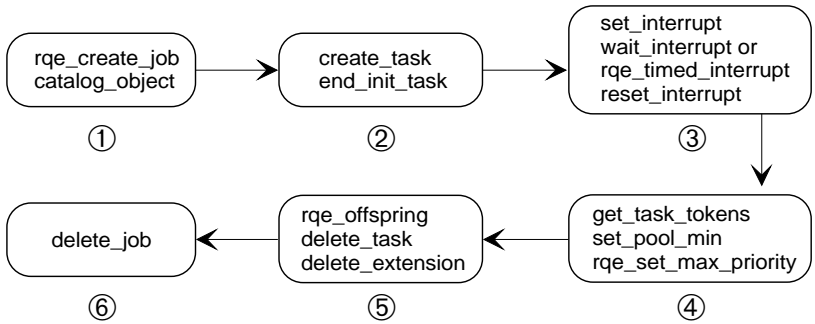 rqe_create_job
catalog_object
①
create_task
end_init_task
②
set_interrupt
wait_interrupt or
rqe_timed_interrupt
reset_interrupt
③
get_task_tokens
set_pool_min
rqe_set_max_priority
④
rqe_offspring
delete_task
delete_extension
⑤
delete_job
⑥